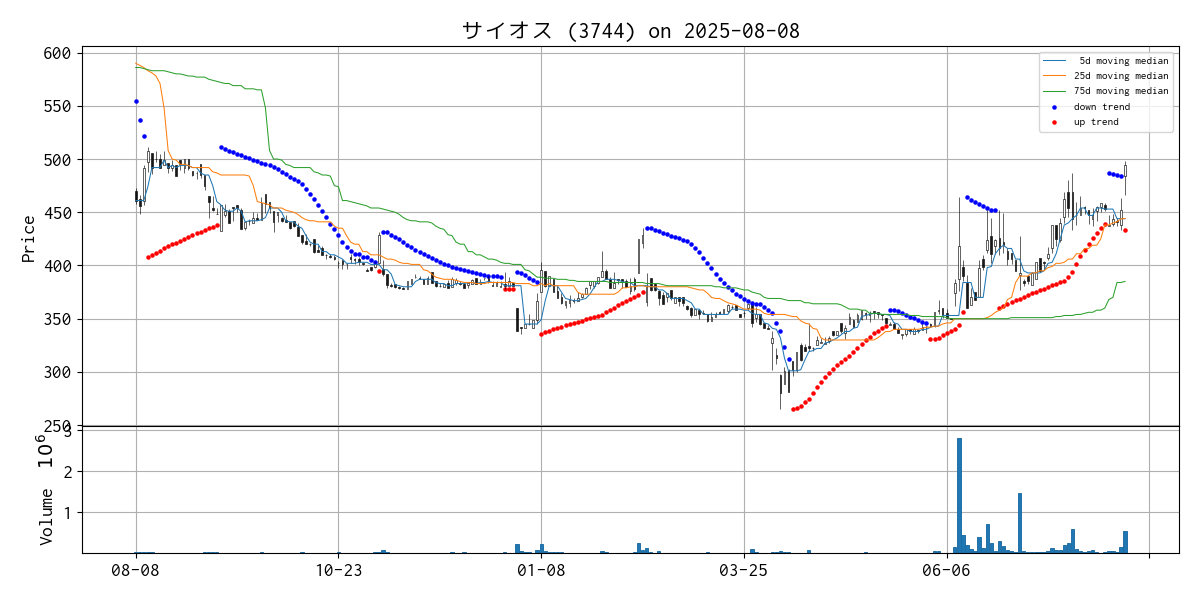 サイオス (3744) on 2025-08-08
600
550
500
450
400
350
300
250
Price
5d moving median
25d moving median
75d moving median
down trend
up trend
3
2
1
Volume 10^6
08-08
10-23
01-08
03-25
06-06